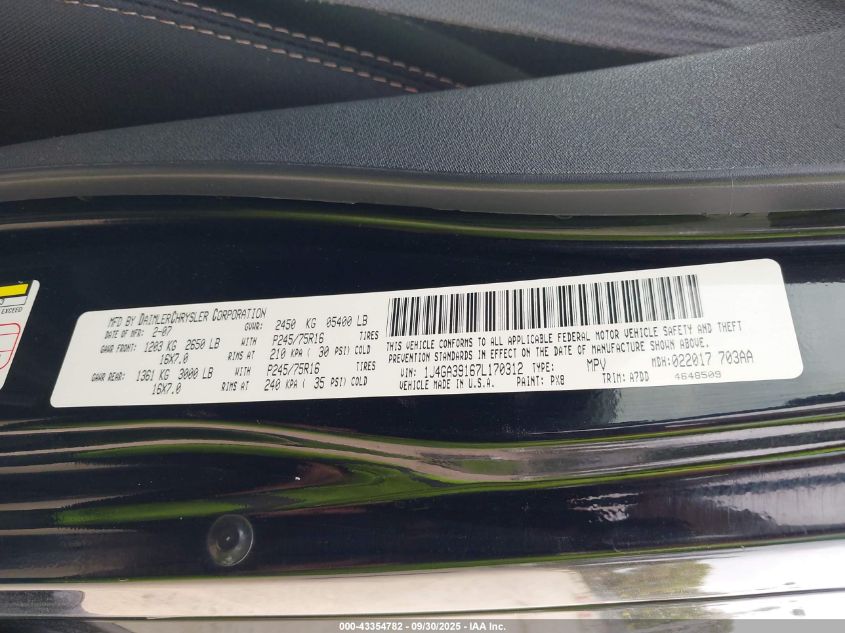 EXCEED
MFD BY DAIMLERCHRYSLER CORPORATION
DATE OF MFR: 2-07 GVWR: 2450 KG 05400 LB
GAWR FRONT: 1203 KG 2650 LB WITH P245/75R16 TIRES
16X7.0 RIMS AT 210 KPA ( 30 PSI) COLD
GAWR REAR: 1361 KG 3000 LB WITH P245/75R16 TIRES
16X7.0 RIMS AT 240 KPA ( 35 PSI) COLD
THIS VEHICLE CONFORMS TO ALL APPLICABLE FEDERAL MOTOR VEHICLE SAFETY AND THEFT
PREVENTION STANDARDS IN EFFECT ON THE DATE OF MANUFACTURE SHOWN ABOVE.
VIN: 1J4GA39167L170312 TYPE: MPV MDH:022017 703AA
VEHICLE MADE IN U.S.A. PAINT: PXB TRIM: A7DD 4648509
000-43354782 - 09/30/2025 - IAA Inc.